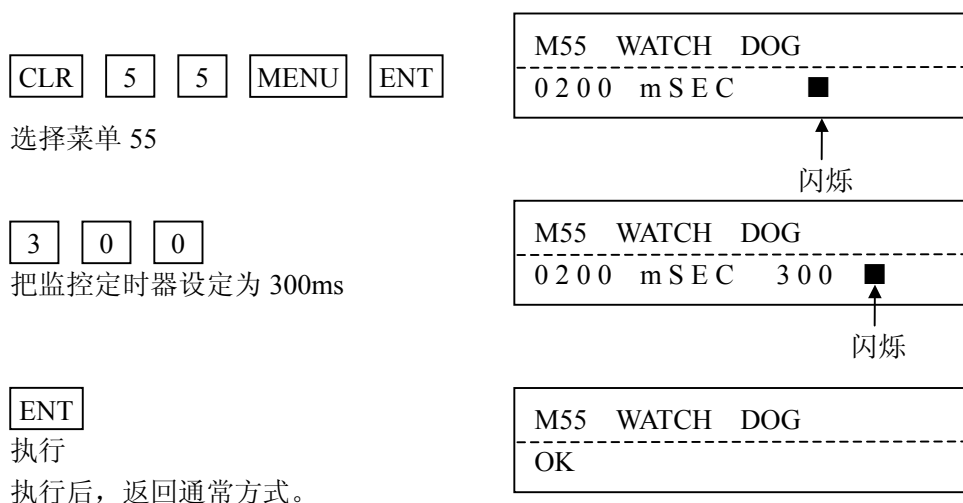 CLR 5 5 MENU ENT
选择菜单 55
M55 WATCH DOG
0200 mSEC ■
闪烁
3 0 0
把监控定时器设定为 300ms
M55 WATCH DOG
0200 mSEC 300 ■
闪烁
ENT
执行
执行后，返回通常方式。
M55 WATCH DOG
OK